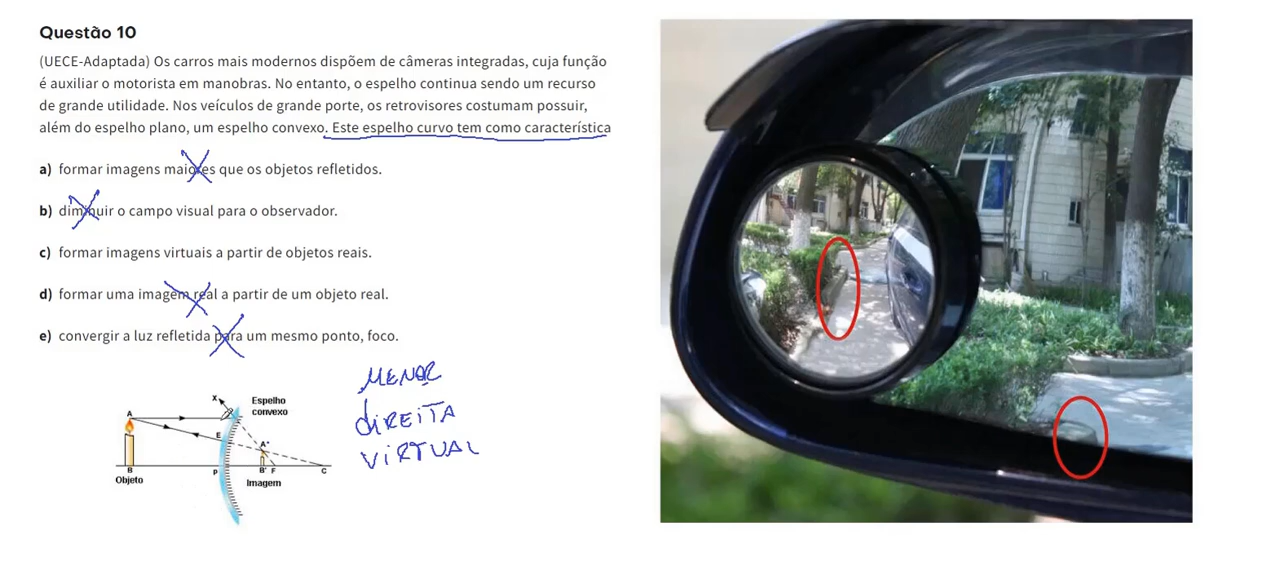 Questão 10
(UECE-Adaptada) Os carros mais modernos dispõem de câmeras integradas, cuja função
é auxiliar o motorista em manobras. No entanto, o espelho continua sendo um recurso
de grande utilidade. Nos veículos de grande porte, os retrovisores costumam possuir,
além do espelho plano, um espelho convexo. Este espelho curvo tem como característica
a) formar imagens maiores que os objetos refletidos.
b) diminuir o campo visual para o observador.
c) formar imagens virtuais a partir de objetos reais.
d) formar uma imagem real a partir de um objeto real.
e) convergir a luz refletida para um mesmo ponto, foco.
MENOR
DIREITA
VIRTUAL
X
Espelho
convexo
A
E
A'
B
P
B' F
C
Objeto
Imagem